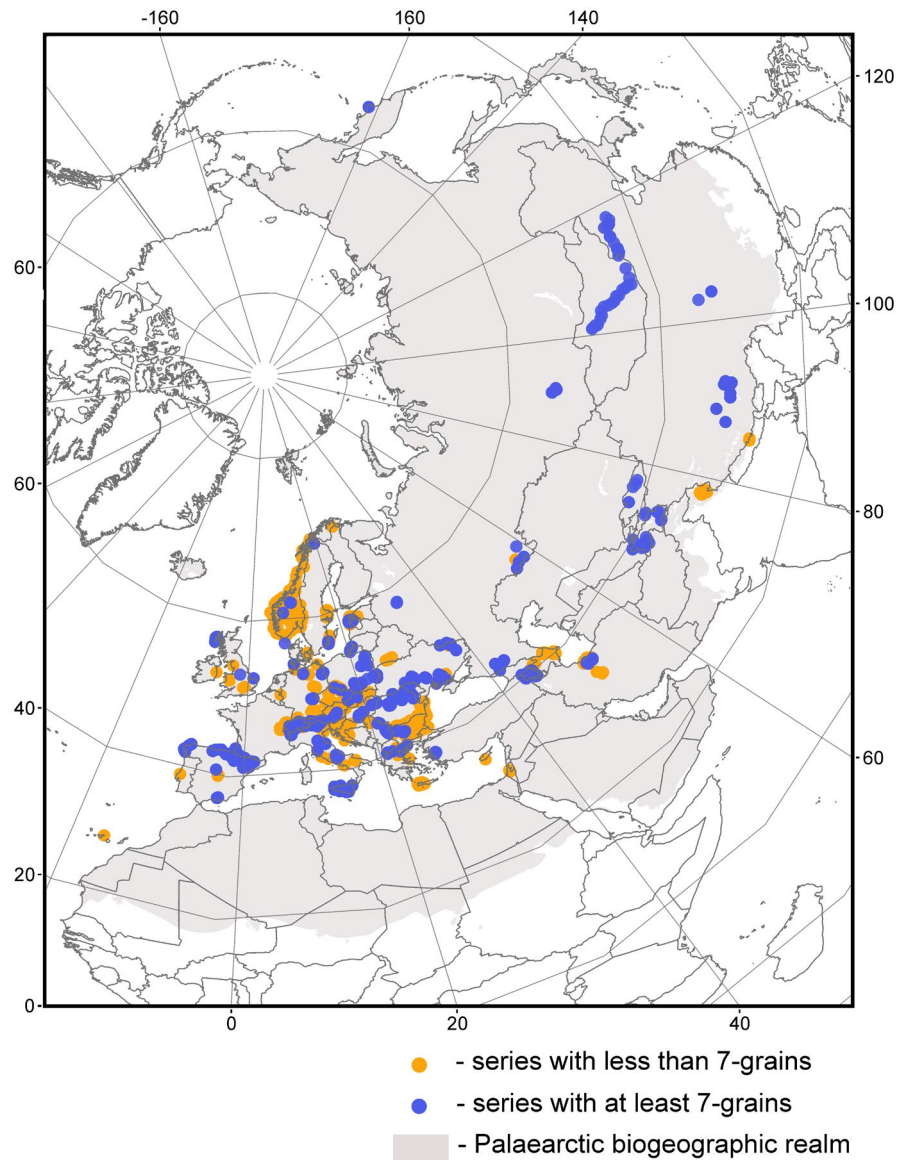 -160 160 140
120
60
100
60
80
40
60
20
0
0 20 40
- series with less than 7-grains
- series with at least 7-grains
- Palaearctic biogeographic realm